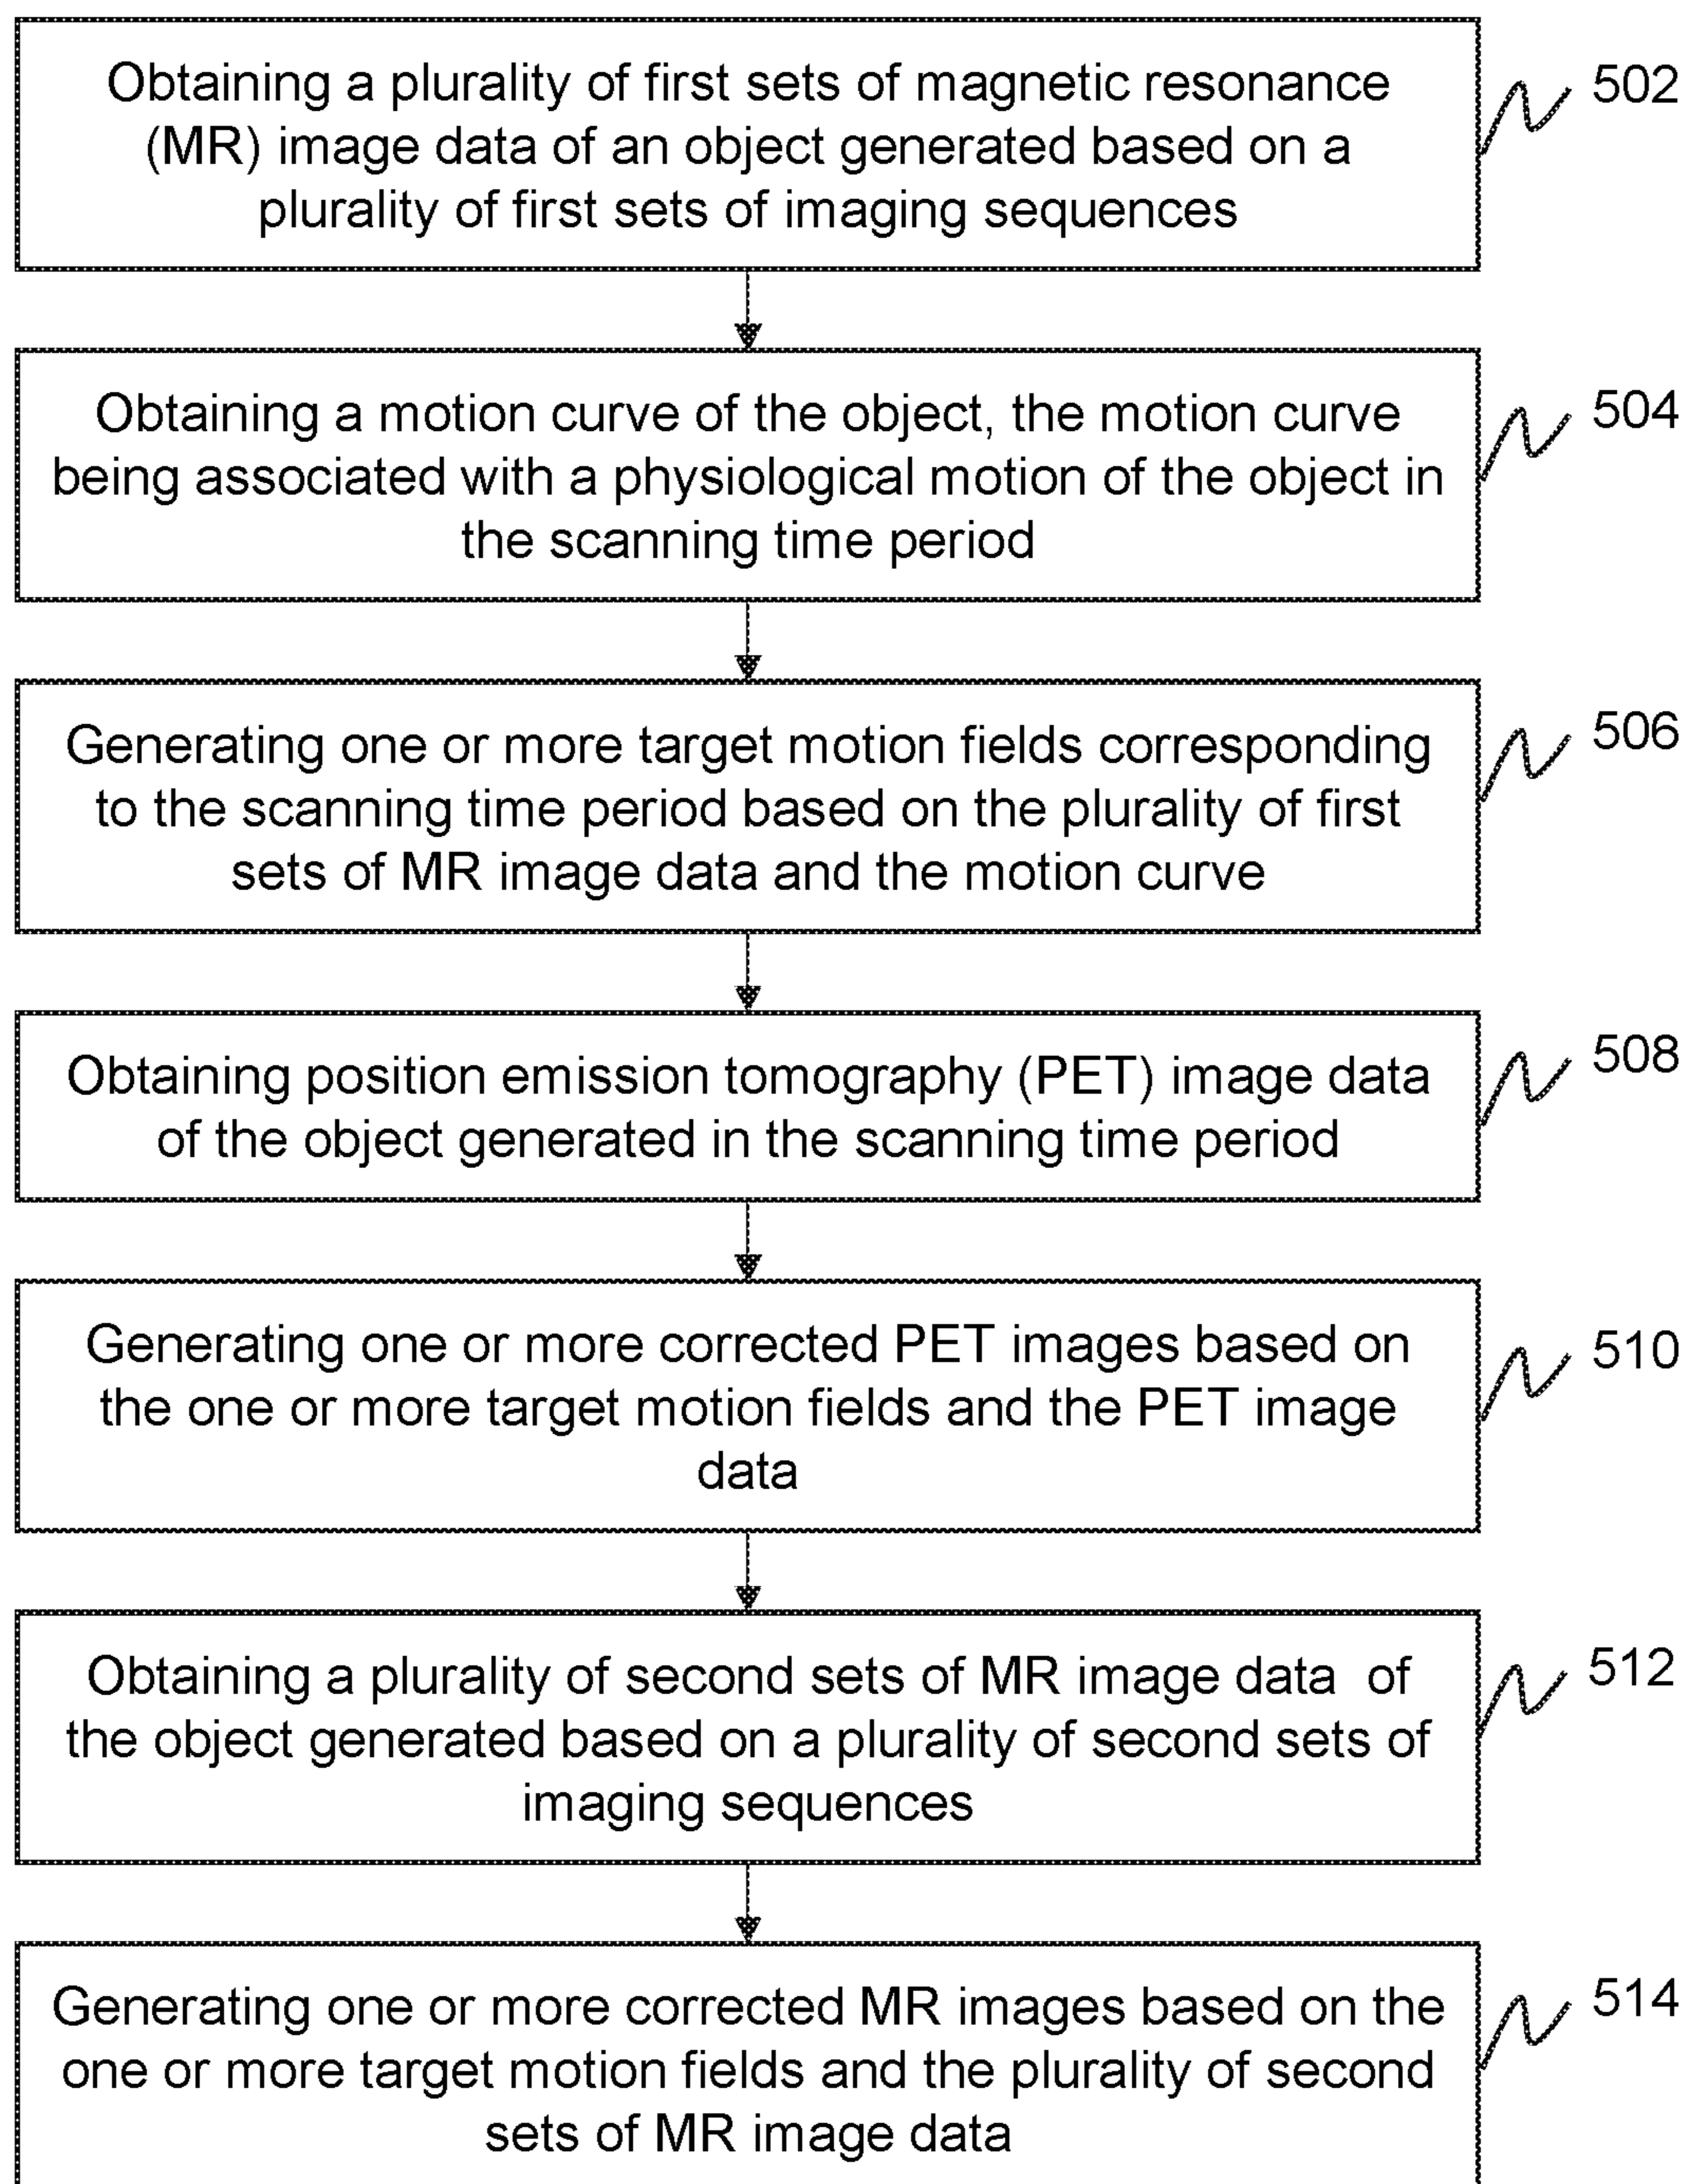 Obtaining a plurality of first sets of magnetic resonance
(MR) image data of an object generated based on a
plurality of first sets of imaging sequences
502
Obtaining a motion curve of the object, the motion curve
being associated with a physiological motion of the object in
the scanning time period
504
Generating one or more target motion fields corresponding
to the scanning time period based on the plurality of first
sets of MR image data and the motion curve
506
Obtaining position emission tomography (PET) image data
of the object generated in the scanning time period
508
Generating one or more corrected PET images based on
the one or more target motion fields and the PET image
data
510
Obtaining a plurality of second sets of MR image data of
the object generated based on a plurality of second sets of
imaging sequences
512
Generating one or more corrected MR images based on the
one or more target motion fields and the plurality of second
sets of MR image data
514